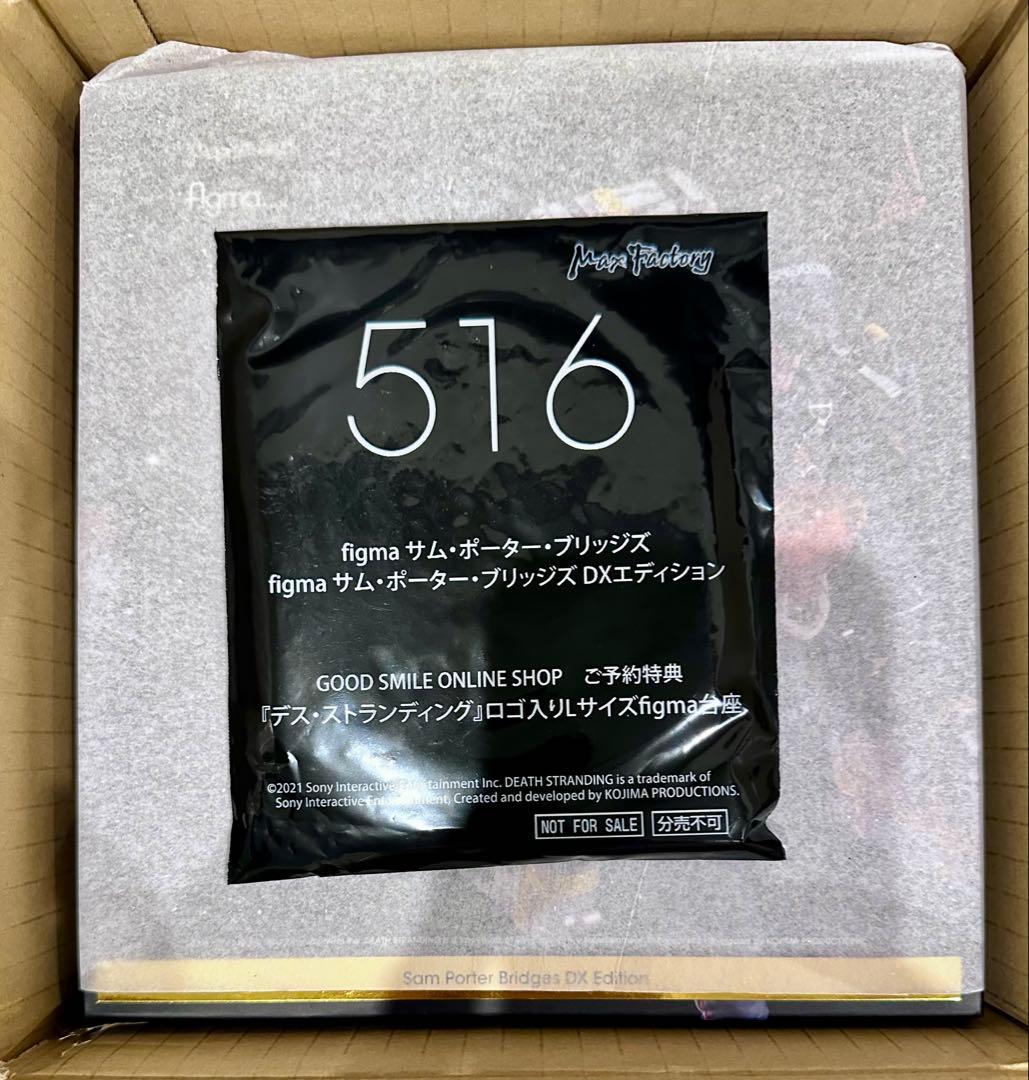 figma
Max Factory
516
figma サム・ポーター・ブリッジズ
figma サム・ポーター・ブリッジズ DXエディション
GOOD SMILE ONLINE SHOP ご予約特典
『デス・ストランディング』ロゴ入りLサイズfigma台座
©2021 Sony Interactive Entertainment Inc. DEATH STRANDING is a trademark of
Sony Interactive Entertainment, Created and developed by KOJIMA PRODUCTIONS.
NOT FOR SALE 分売不可
Sam Porter Bridges DX Edition